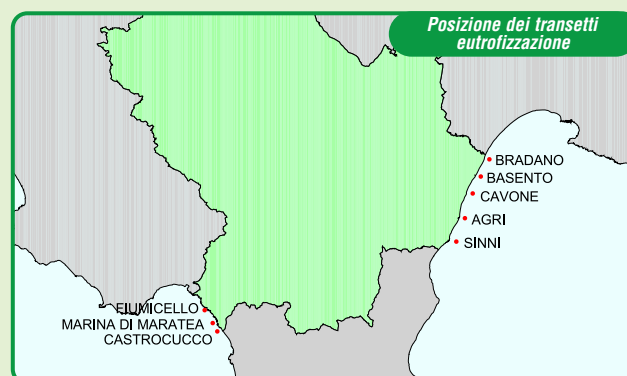 Posizione dei transetti
eutrofizzazione
BRADANO
BASENTO
CAVONE
AGRI
SINNI
FIUMICELLO
MARINA DI MARATEA
CASTROCUCCO